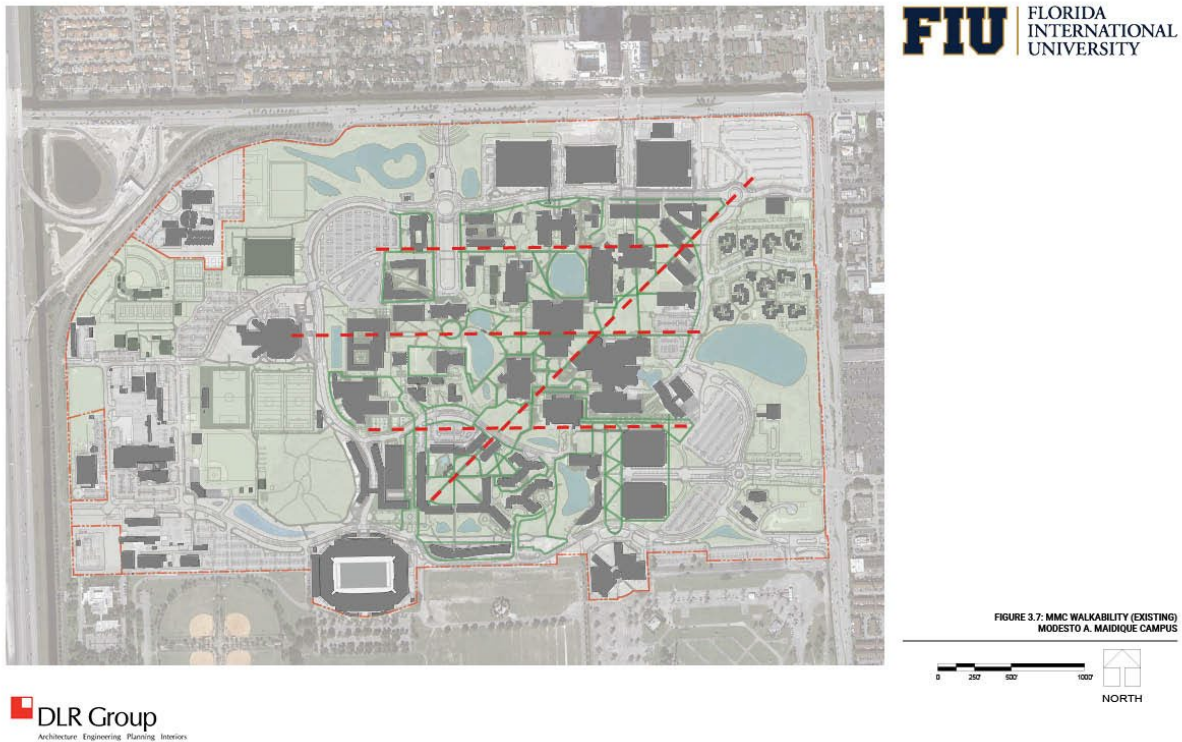 FIU
FLORIDA
INTERNATIONAL
UNIVERSITY
FIGURE 3.7: MMC WALKABILITY (EXISTING)
MODESTO A. MAIDIQUE CAMPUS
0 250' 500' 1000'
NORTH
DLR Group
Architecture Engineering Planning Interiors